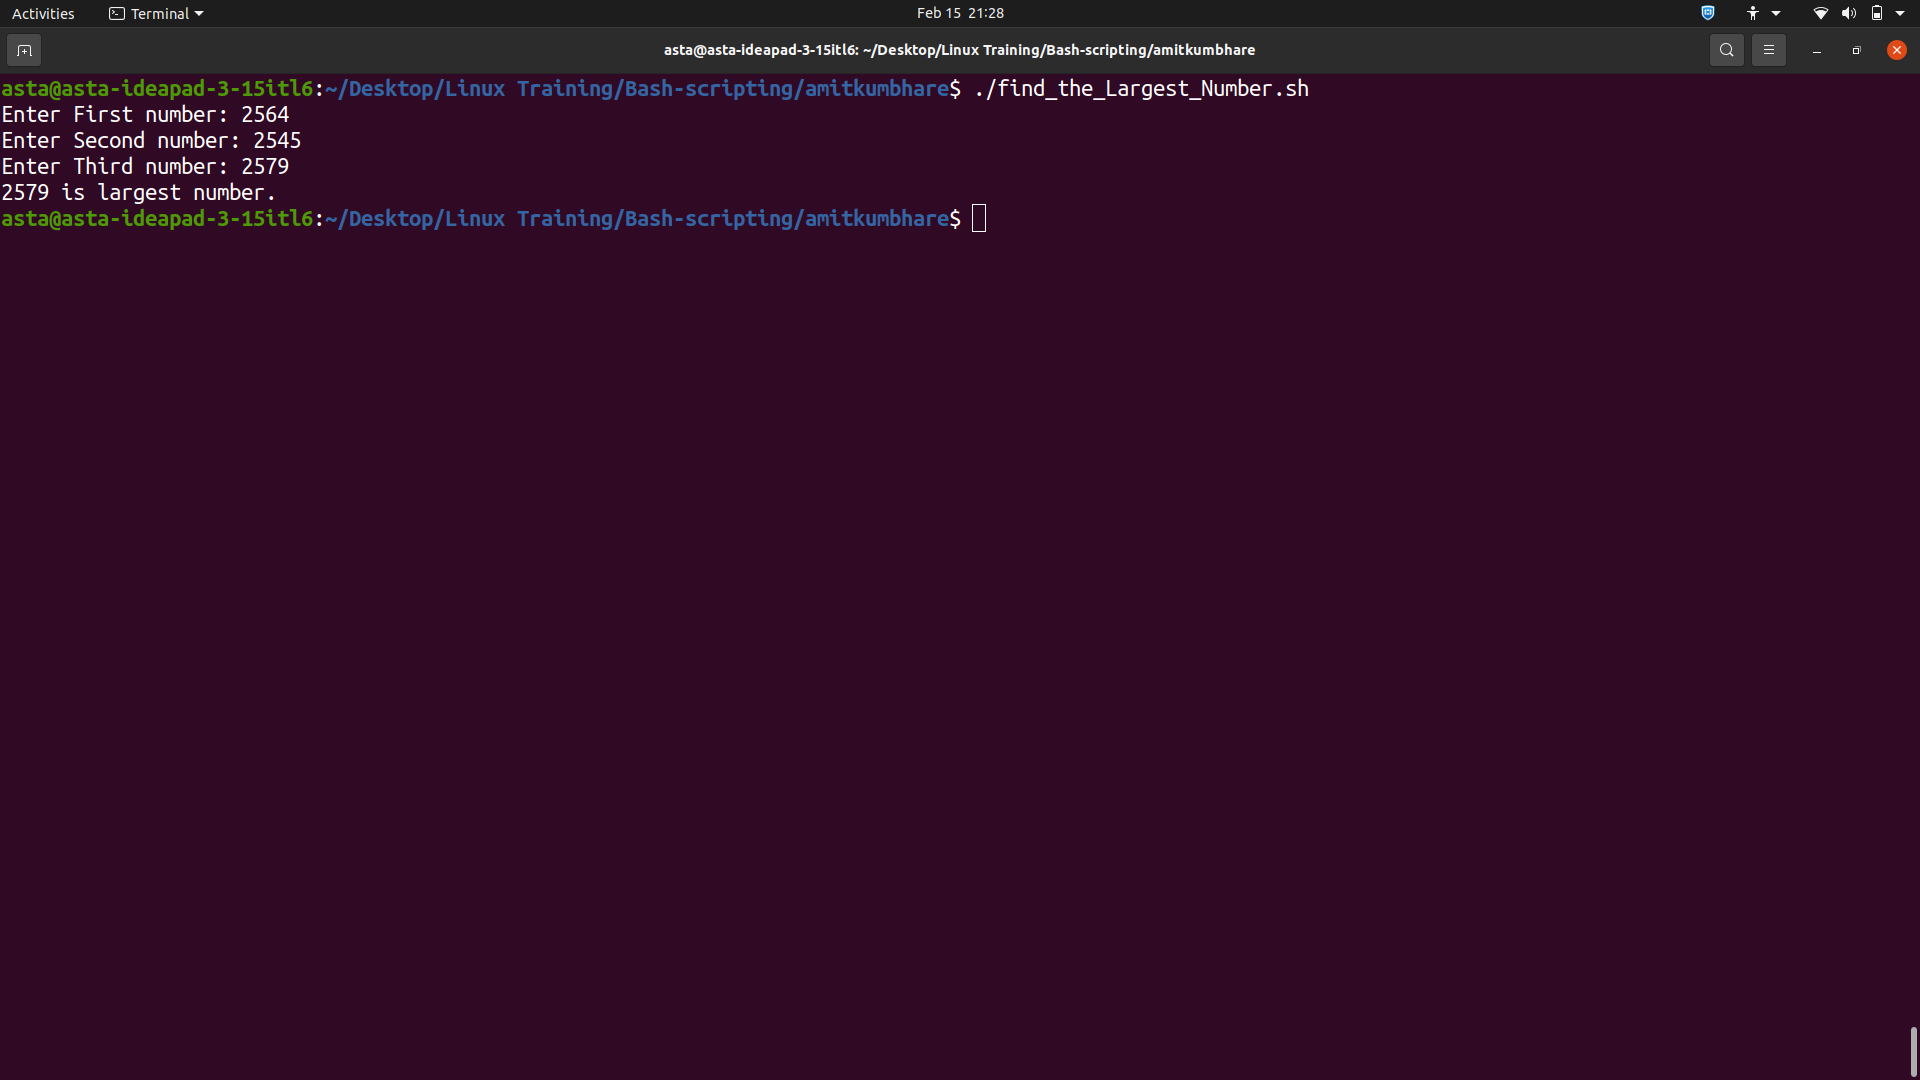 Activities Terminal Feb 15 21:28
asta@asta-ideapad-3-15itl6: ~/Desktop/Linux Training/Bash-scripting/amitkumbhare
asta@asta-ideapad-3-15itl6:~/Desktop/Linux Training/Bash-scripting/amitkumbhare$ ./find_the_Largest_Number.sh
Enter First number: 2564
Enter Second number: 2545
Enter Third number: 2579
2579 is largest number.
asta@asta-ideapad-3-15itl6:~/Desktop/Linux Training/Bash-scripting/amitkumbhare$